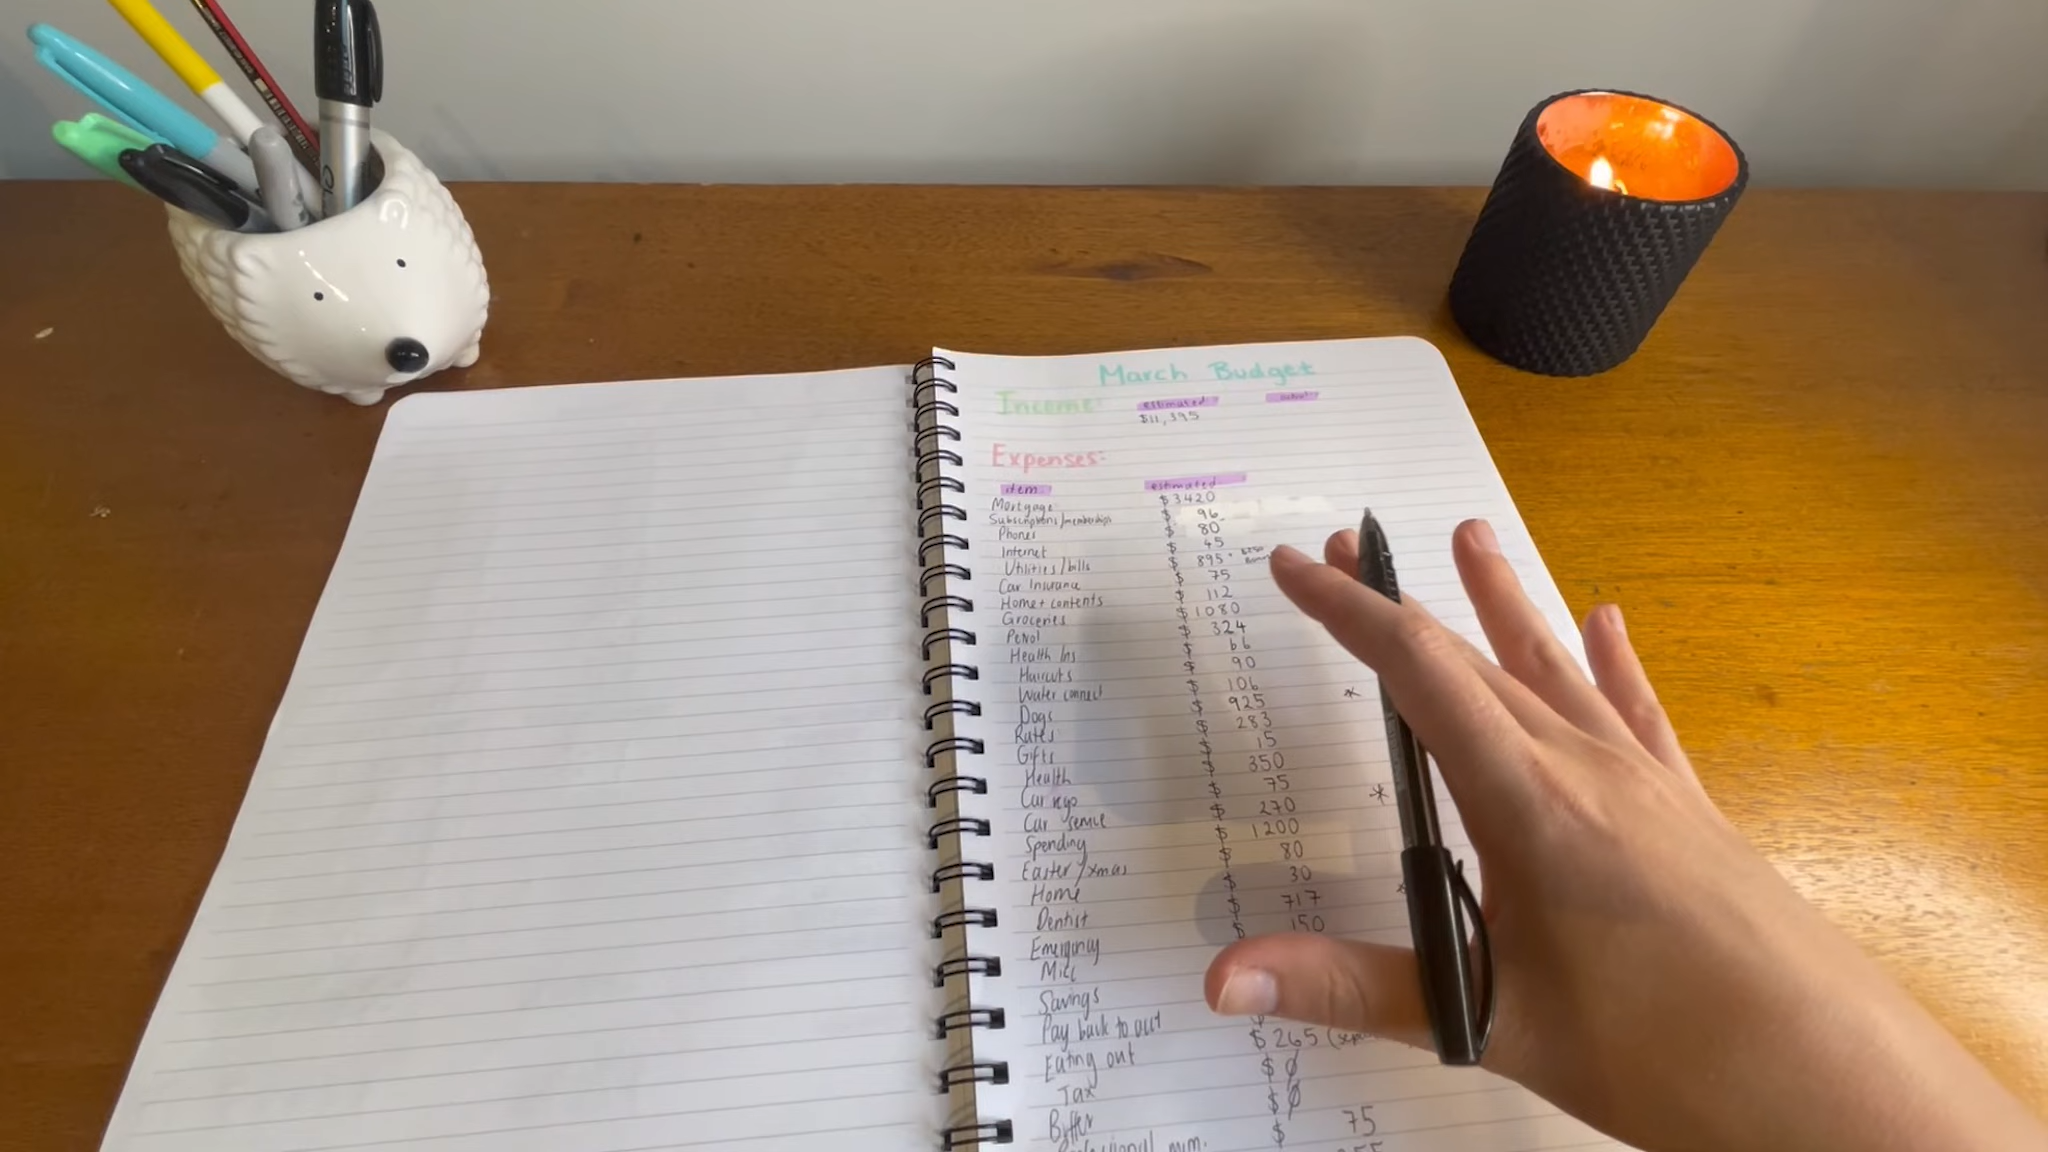 March Budget
Income: estimated actual
$11,395
Expenses:
item estimated
Mortgage $3420
Subscriptions/memberships $ 96
Phones $ 80
Internet $ 45
Utilities/bills $ 895 *
Car Insurance $ 75
Home + contents $ 112
Groceries $ 1080
Petrol $ 324
Health Ins $ 66
Haircuts $ 90
Water connect $ 106
Dogs $ 925 *
Rates $ 283
Gifts $ 15
Health $ 350
Car rego $ 75
Car service $ 270 *
Spending $ 1200
Easter/xmas $ 80
Home $ 30
Dentist $ 717 *
Emergency $ 150
Misc
Savings
Pay back to acct $
Eating out $ 265
Tax $ 0
Buffer $ 0
Professional mem. $ 75